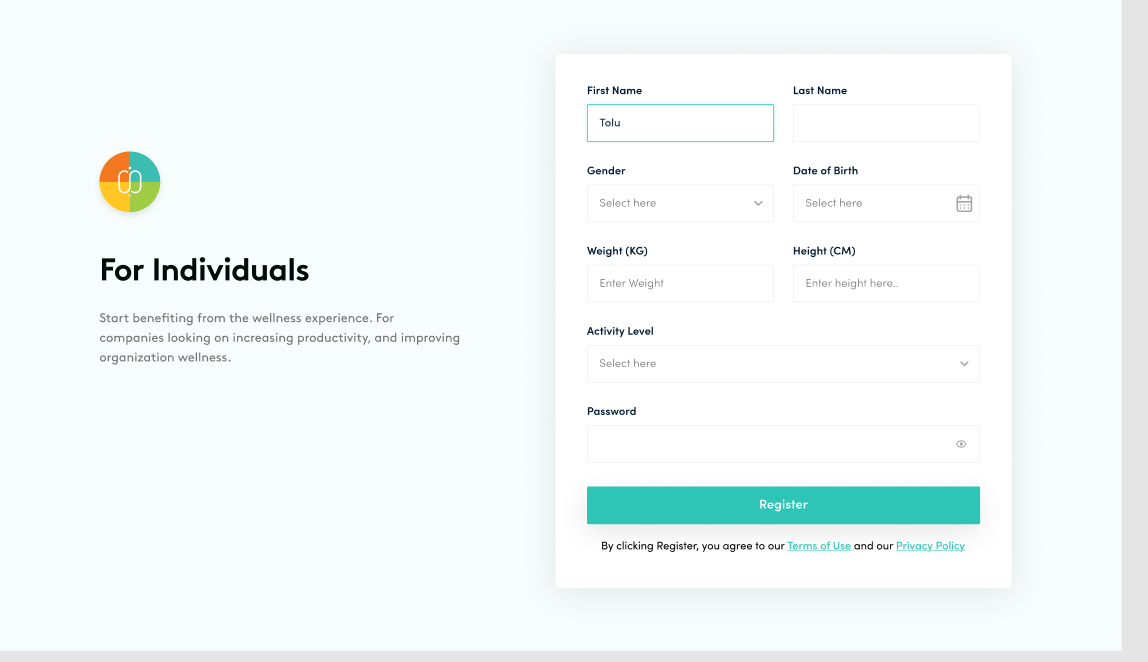 For Individuals
Start benefiting from the wellness experience. For
companies looking on increasing productivity, and improving
organization wellness.
First Name
Last Name
Tolu
Gender
Date of Birth
Select here
Select here
Weight (KG)
Height (CM)
Enter Weight
Enter height here..
Activity Level
Select here
Password
Register
By clicking Register, you agree to our Terms of Use and our Privacy Policy